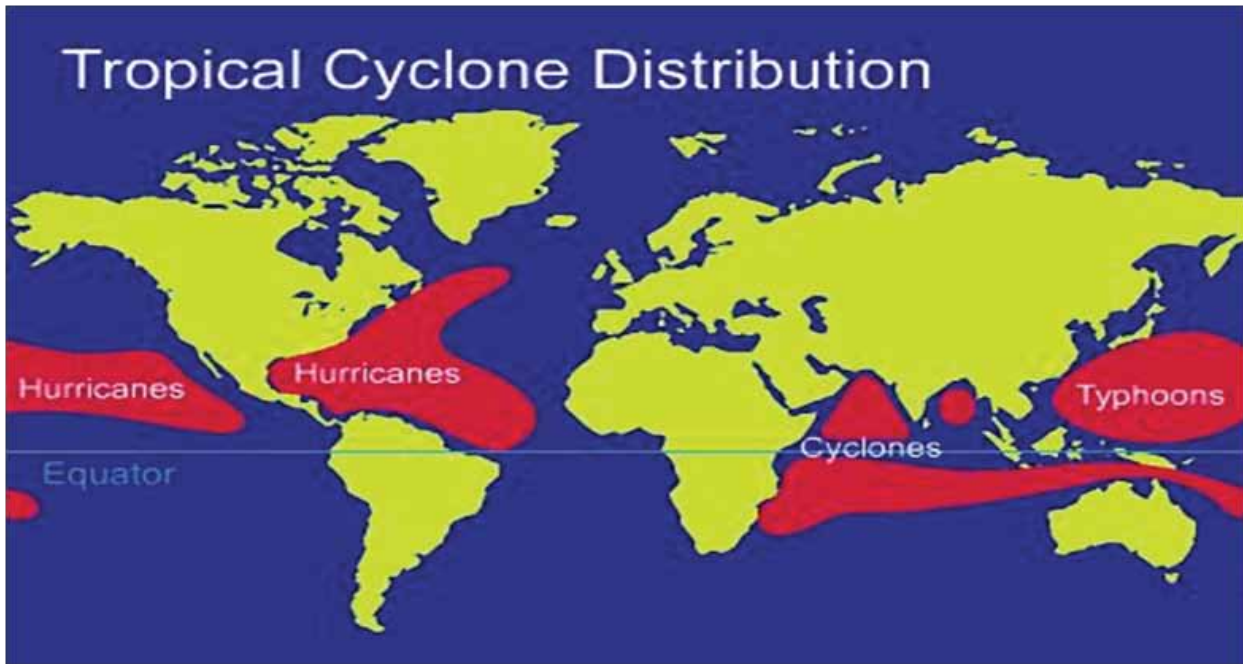 Tropical Cyclone Distribution
Hurricanes
Hurricanes
Typhoons
Cyclones
Equator